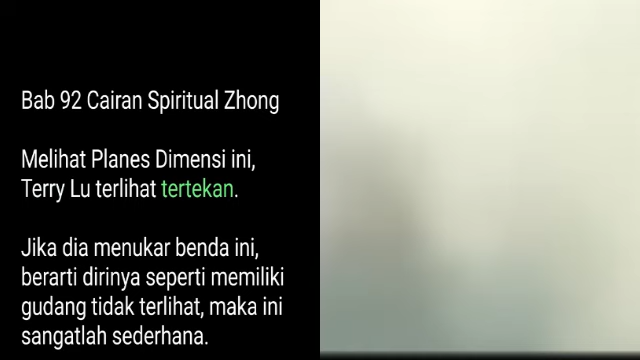 Bab 92 Cairan Spiritual Zhong
Melihat Planes Dimensi ini,
Terry Lu terlihat tertekan.
Jika dia menukar benda ini,
berarti dirinya seperti memiliki
gudang tidak terlihat, maka ini
sangatlah sederhana.